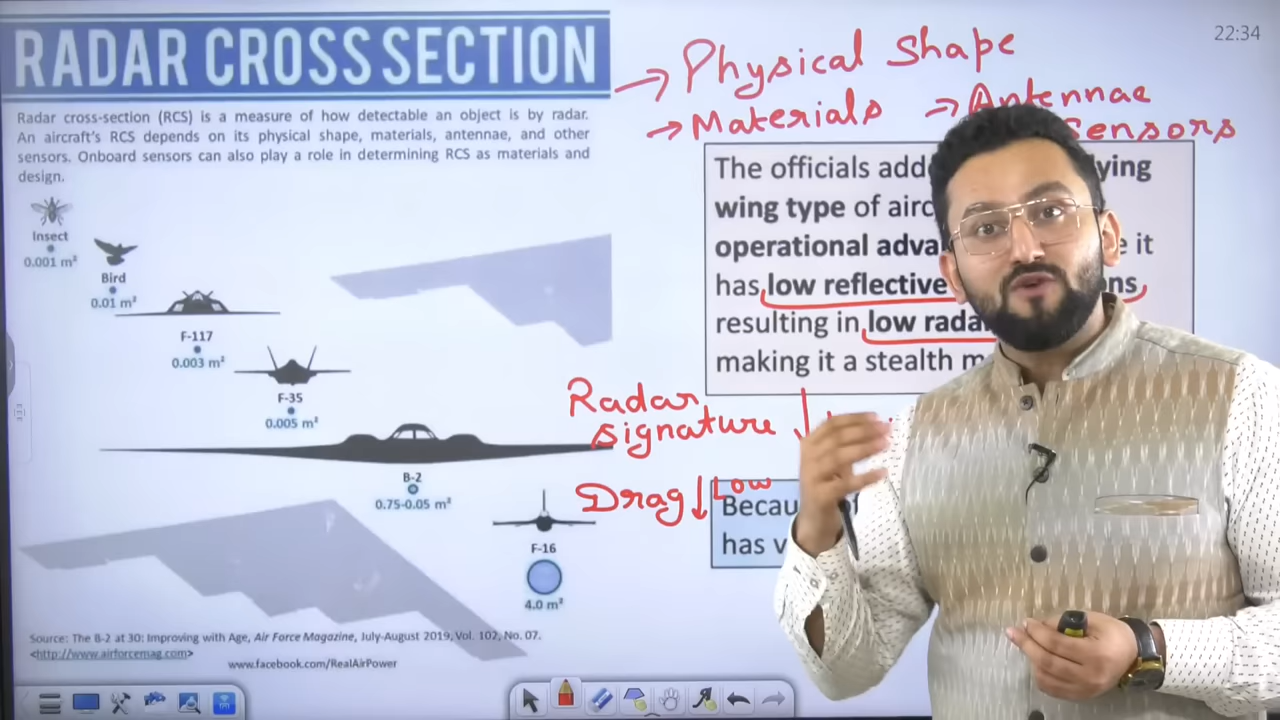 22:34
RADAR CROSS SECTION
Radar cross-section (RCS) is a measure of how detectable an object is by radar.
An aircraft's RCS depends on its physical shape, materials, antennae, and other
sensors. Onboard sensors can also play a role in determining RCS as materials and
design.
Insect
0.001 m²
Bird
0.01 m²
F-117
0.003 m²
F-35
0.005 m²
B-2
0.75-0.05 m²
F-16
4.0 m²
Source: The B-2 at 30: Improving with Age, Air Force Magazine, July-August 2019, Vol. 102, No. 07.
<http://www.airforcemag.com>
www.facebook.com/RealAirPower
→ Physical Shape
→ Materials → Antennae
Sensors
The officials
wing type of
operational
has low reflective
resulting in low
making it a stealth
Radar
signature ↓
Drag ↓ Low
has